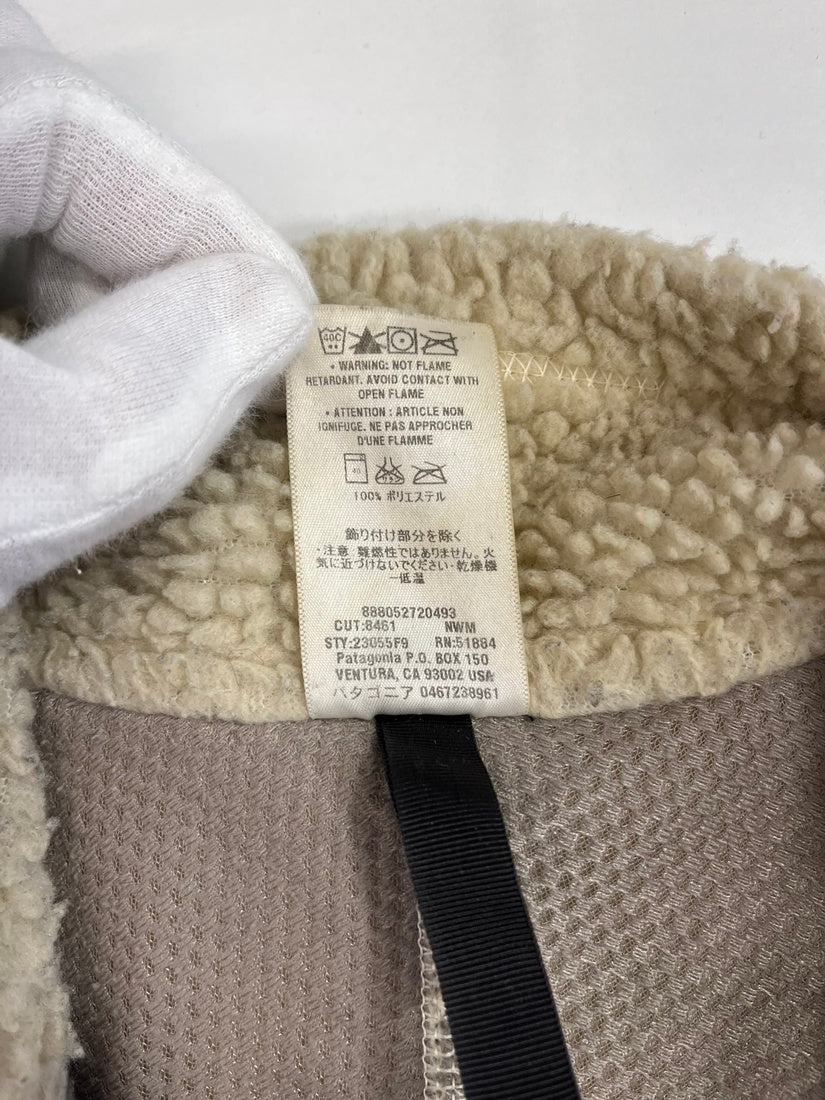 40C
• WARNING: NOT FLAME
RETARDANT. AVOID CONTACT WITH
OPEN FLAME
• ATTENTION : ARTICLE NON
IGNIFUGE. NE PAS APPROCHER
D'UNE FLAMME
40
100% ポリエステル
飾り付け部分を除く
・注意 難燃性ではありません。火
気に近づけないでください・乾燥機
ー低温
888052720493
CUT:8461 NWM
STY:23055F9 RN:51884
Patagonia P.O. BOX 150
VENTURA, CA 93002 USA
パタゴニア 0467238961